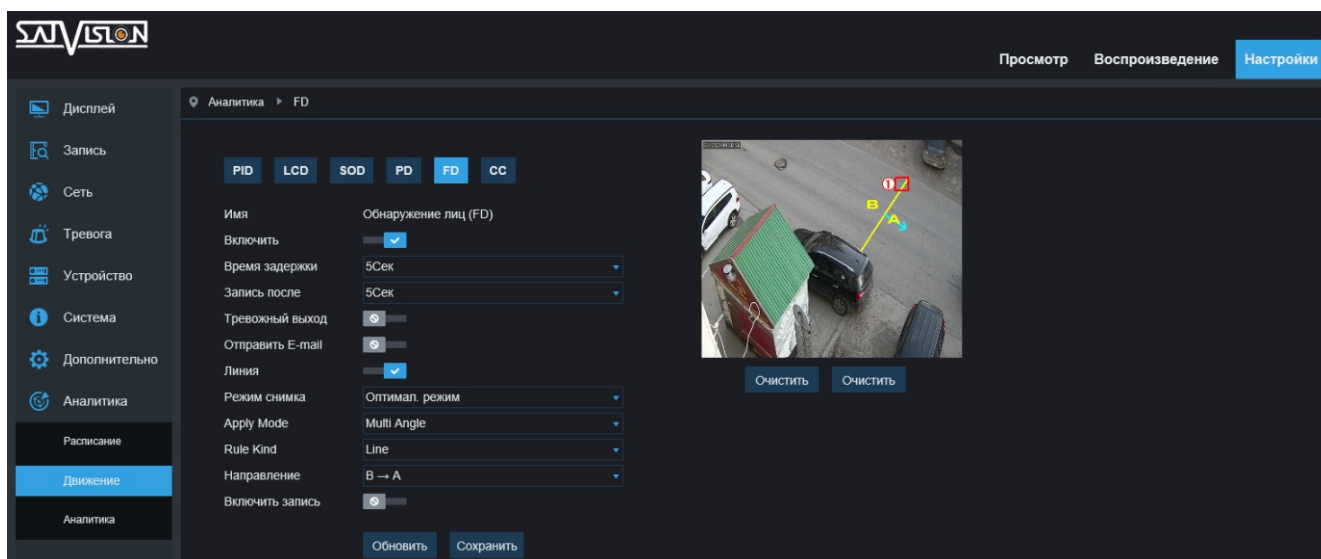 SATVISION
Просмотр Воспроизведение Настройки
Дисплей
Запись
Сеть
Тревога
Устройство
Система
Дополнительно
Аналитика
Расписание
Движение
Аналитика
Аналитика FD
PID LCD SOD PD FD CC
Имя Обнаружение лиц (FD)
Включить
Время задержки 5Сек
Запись после 5Сек
Тревожный выход
Отправить E-mail
Линия
Режим снимка Оптимал. режим
Apply Mode Multi Angle
Rule Kind Line
Направление B → A
Включить запись
Обновить Сохранить
1
B
A
Очистить Очистить